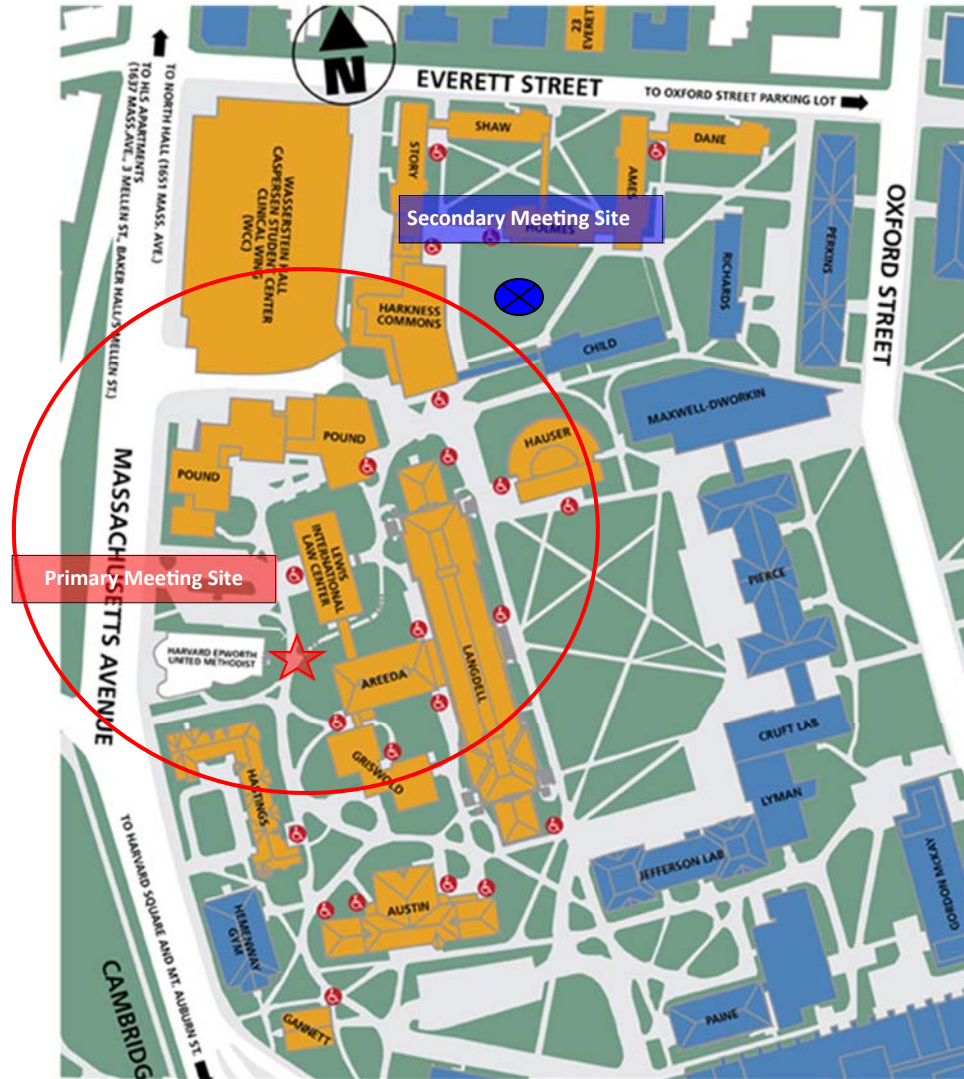 EVERETT
23
N
EVERETT STREET
TO OXFORD STREET PARKING LOT
TO NORTH HALL (1651 MASS. AVE.)
TO HLS APARTMENTS
(1637 MASS.AVE., 3 MELLEN ST., BAKER HALL/5 MELLEN ST.)
WASSERSTEIN HALL
CASPERSEN STUDENT CENTER
CLINICAL WING
(WCC)
STORY
SHAW
AMES
DANE
PERKINS
OXFORD STREET
Secondary Meeting Site
HOLMES
RICHARDS
HARKNESS
COMMONS
CHILD
MAXWELL-DWORKIN
POUND
POUND
HAUSER
LEWIS
INTERNATIONAL
LAW CENTER
Primary Meeting Site
MASSACHUSETTS AVENUE
PIERCE
HARVARD EPWORTH
UNITED METHODIST
AREEDA
LANGDELL
CRUFT LAB
GRISWOLD
HASTINGS
LYMAN
JEFFERSON LAB
GORDON MCKAY
TO HARVARD SQUARE AND MT. AUBURN ST.
HEMENWAY
GYM
AUSTIN
CAMBRIDG
GANNETT
PAINE